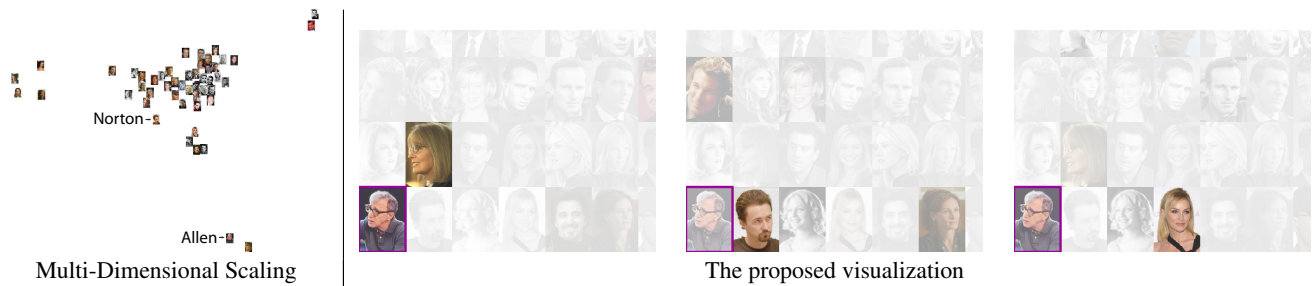 Norton
Allen
Multi-Dimensional Scaling
The proposed visualization